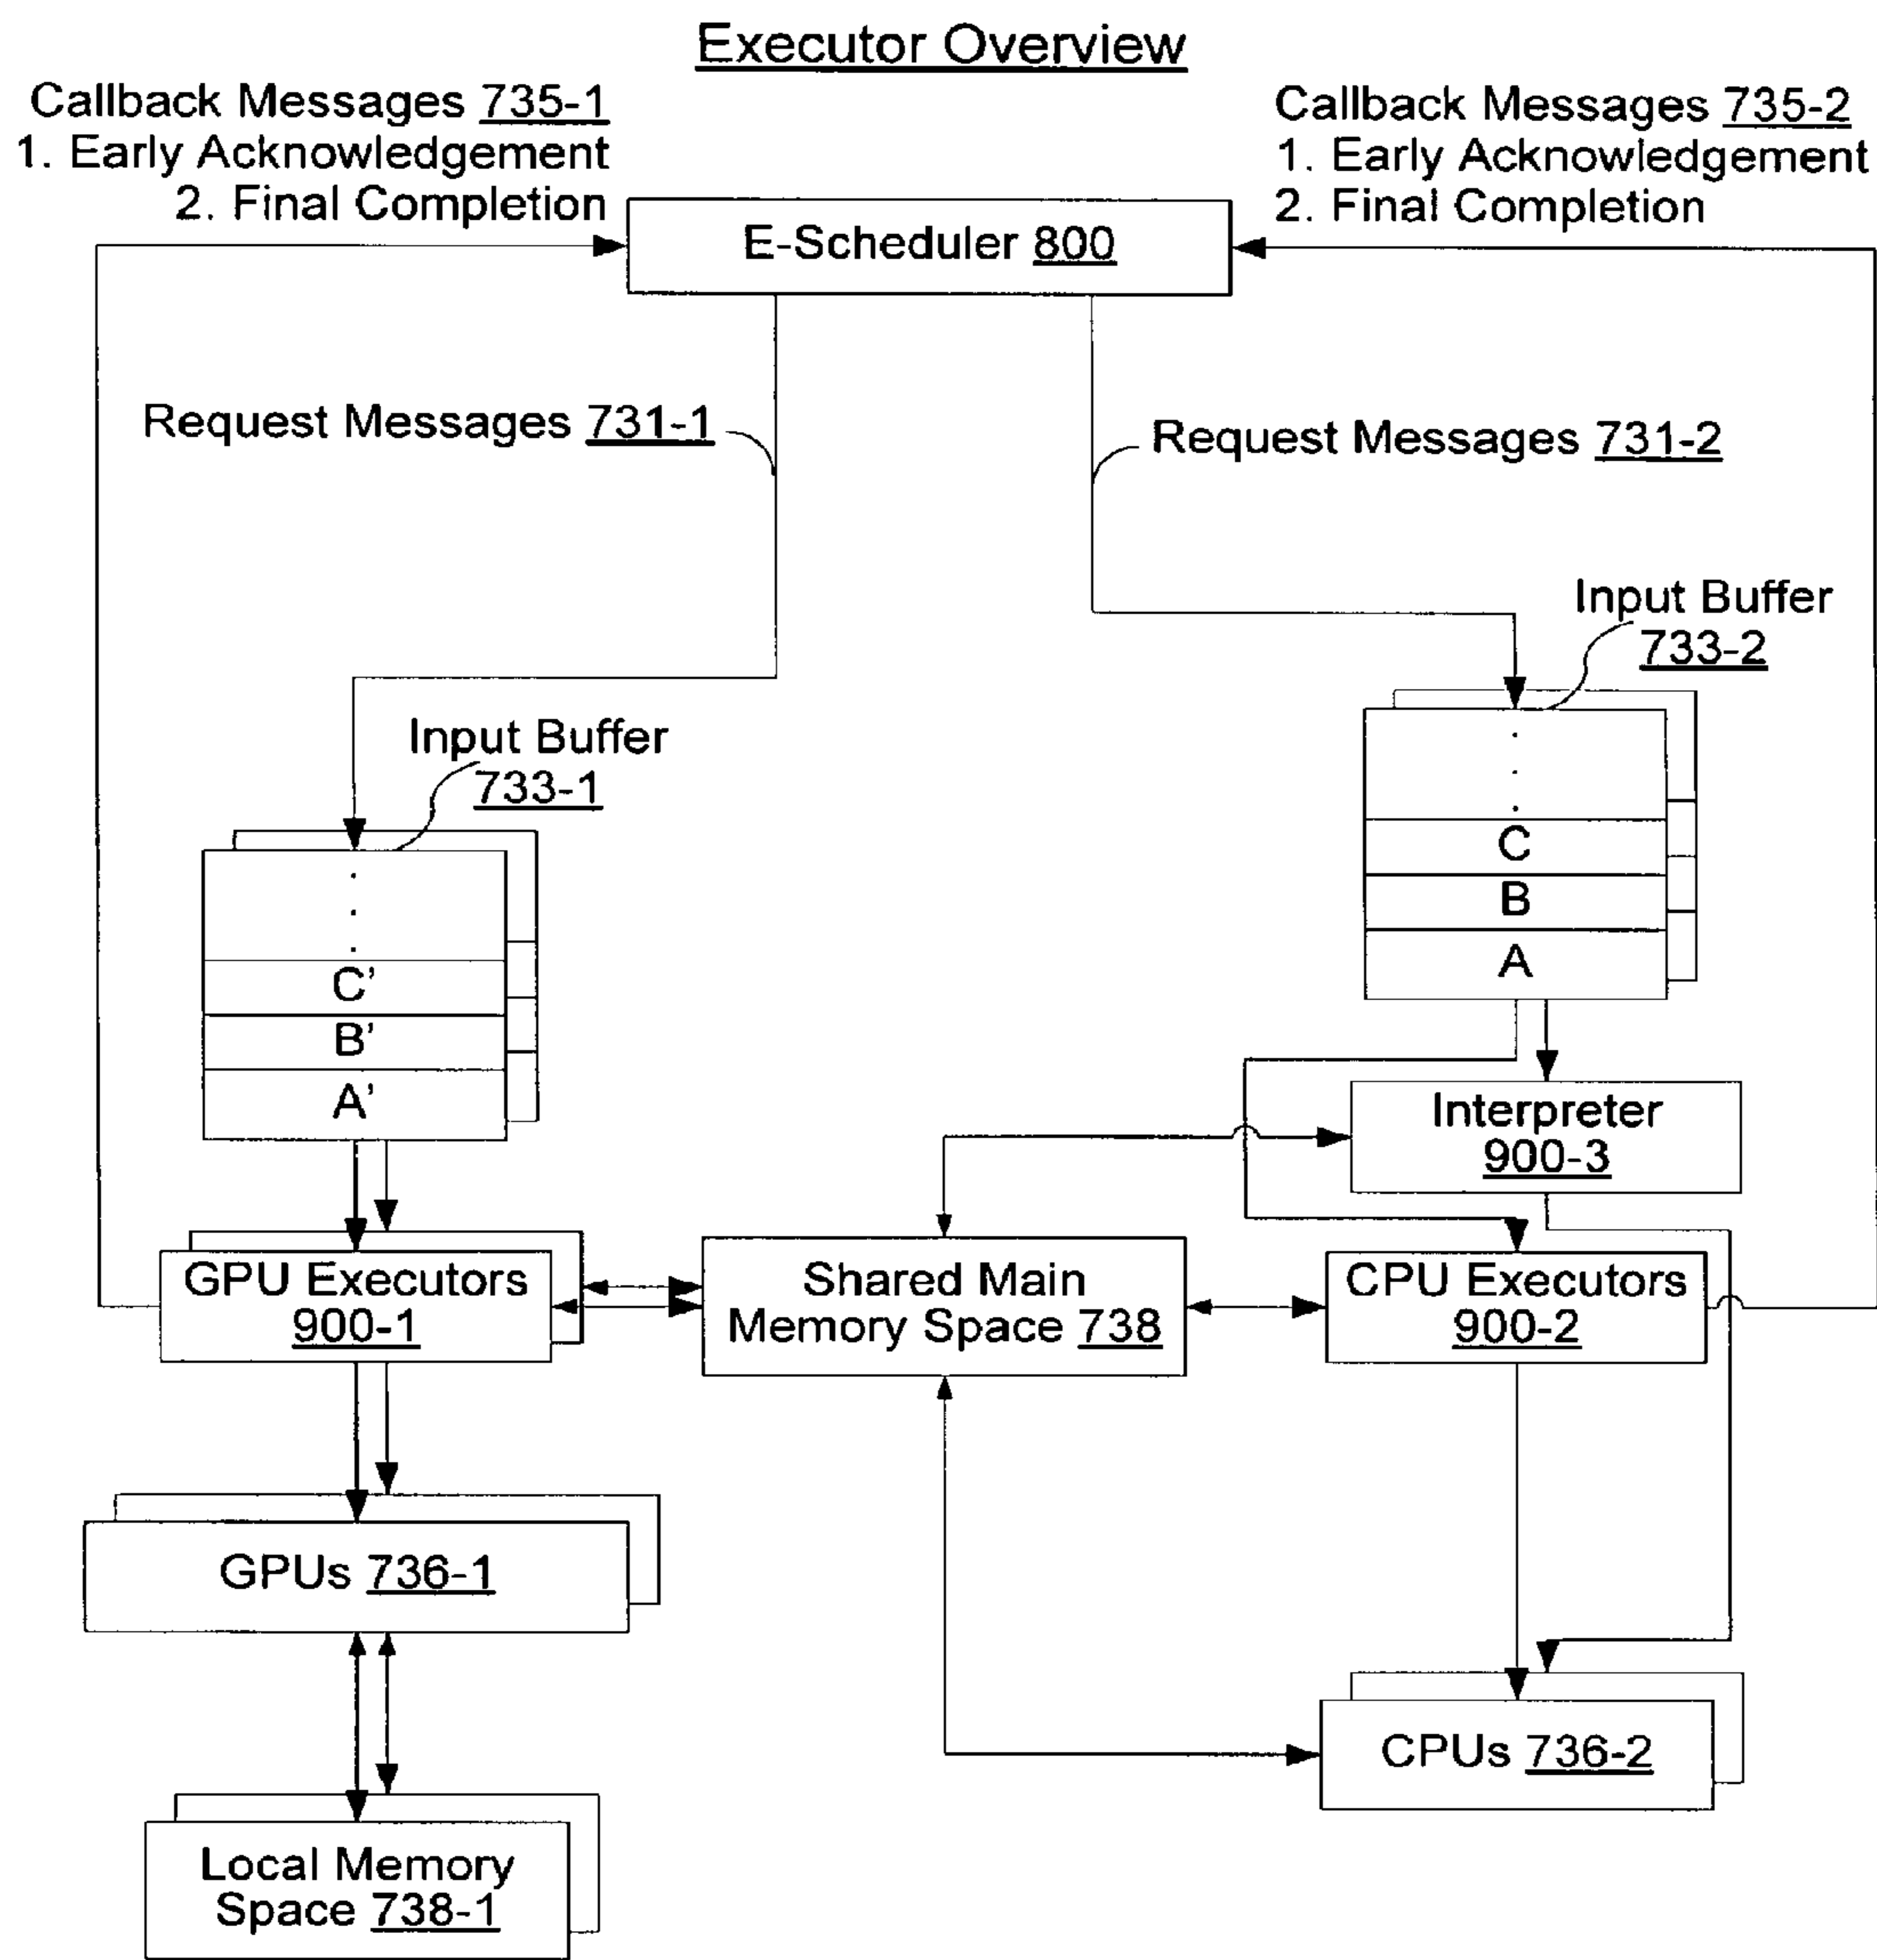 Executor Overview
Callback Messages 735-1
1. Early Acknowledgement
2. Final Completion
Callback Messages 735-2
1. Early Acknowledgement
2. Final Completion
E-Scheduler 800
Request Messages 731-1
Request Messages 731-2
Input Buffer
733-2
Input Buffer
733-1
.
.
.
C
B
A
.
.
.
C'
B'
A'
Interpreter
900-3
GPU Executors
900-1
Shared Main
Memory Space 738
CPU Executors
900-2
GPUs 736-1
CPUs 736-2
Local Memory
Space 738-1